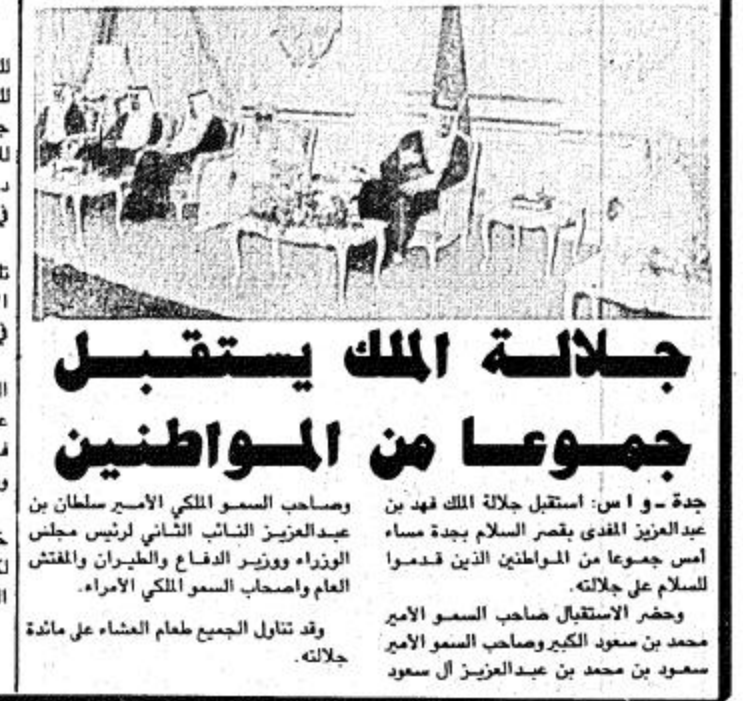 جلالة الملك يستقبل
جموعا من المواطنين
جدة ـ و ا س: استقبل جلالة الملك فهد بن
عبدالعزيز المفدى بقصر السلام بجدة مساء
أمس جموعا من المواطنين الذين قدموا
للسلام على جلالته.
وحضر الاستقبال صاحب السمو الأمير
محمد بن سعود الكبير وصاحب السمو الأمير
سعود بن محمد بن عبدالعزيز آل سعود
وصاحب السمو الملكي الأمير سلطان بن
عبدالعزيز النائب الثاني لرئيس مجلس
الوزراء ووزير الدفاع والطيران والمفتش
العام واصحاب السمو الملكي الأمراء.
وقد تناول الجميع طعام العشاء على مائدة
جلالته.